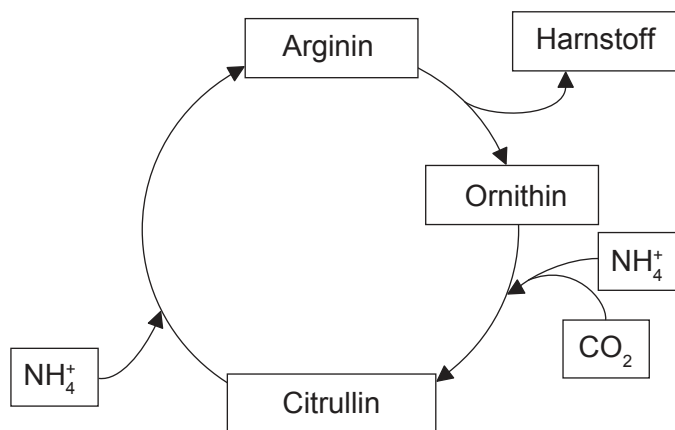 Arginin
Harnstoff
Ornithin
NH₄⁺
CO₂
NH₄⁺
Citrullin